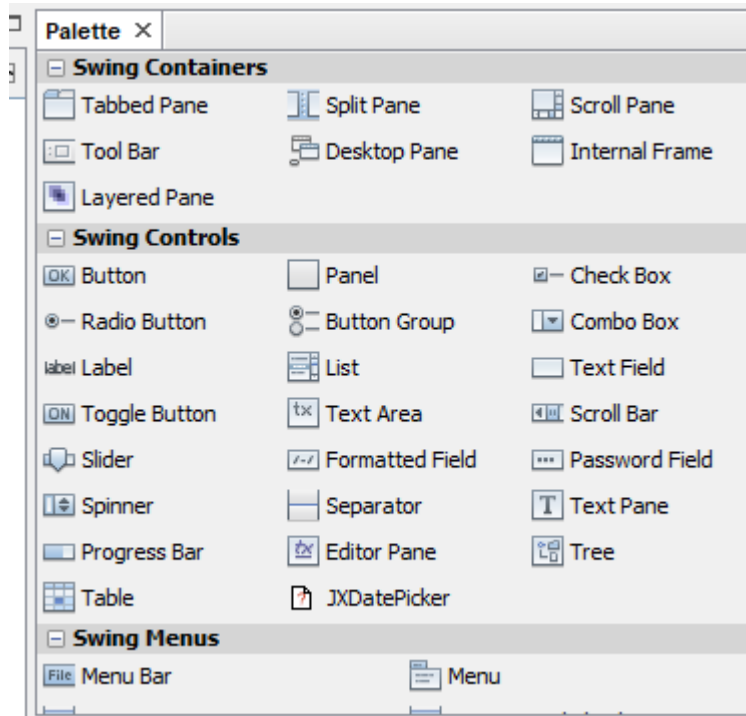 Palette
Swing Containers
Tabbed Pane Split Pane Scroll Pane
Tool Bar Desktop Pane Internal Frame
Layered Pane
Swing Controls
OK Button Panel Check Box
Radio Button Button Group Combo Box
label Label List Text Field
ON Toggle Button tx Text Area Scroll Bar
Slider Formatted Field Password Field
Spinner Separator T Text Pane
Progress Bar tx Editor Pane Tree
Table ? JXDatePicker
Swing Menus
File Menu Bar Menu